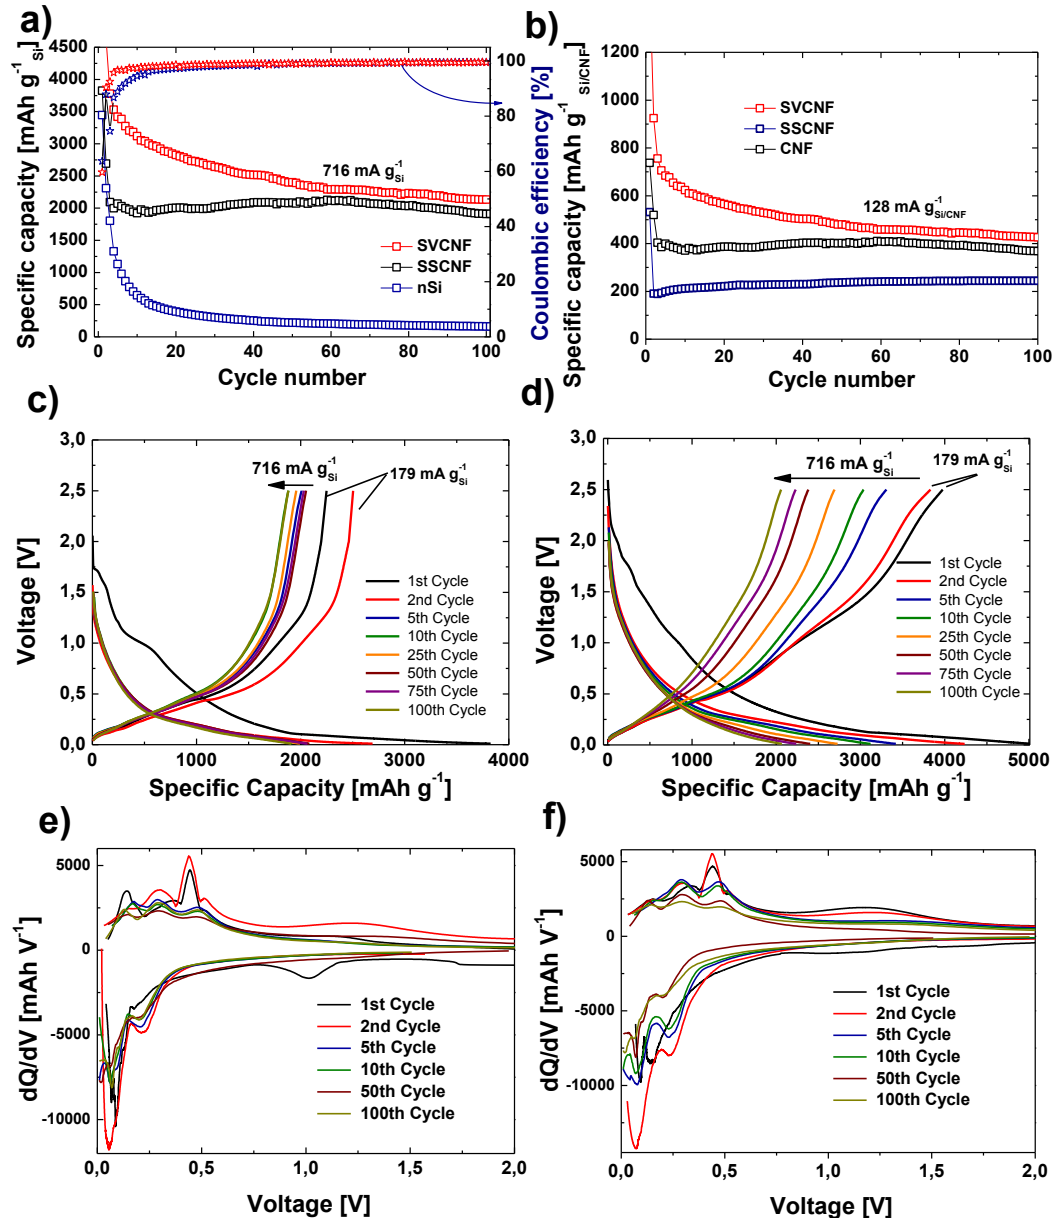 a)
Specific capacity [mAh g⁻¹Si]
4500
4250
4000
3750
3500
3250
3000
2750
2500
2250
2000
1750
1500
1250
1000
750
500
250
0
716 mA g⁻¹Si
SVCNF
SSCNF
nSi
0 20 40 60 80 100
Cycle number
100
80
60
40
20
0
Coulombic efficiency [%]
b)
Specific capacity [mAh g⁻¹Si/CNF]
1200
1000
800
600
400
200
0
SVCNF
SSCNF
CNF
128 mA g⁻¹Si/CNF
0 20 40 60 80 100
Cycle number
c)
Voltage [V]
3,0
2,5
2,0
1,5
1,0
0,5
0,0
716 mA g⁻¹Si
179 mA g⁻¹Si
1st Cycle
2nd Cycle
5th Cycle
10th Cycle
25th Cycle
50th Cycle
75th Cycle
100th Cycle
0 1000 2000 3000 4000
Specific Capacity [mAh g⁻¹]
d)
Voltage [V]
3,0
2,5
2,0
1,5
1,0
0,5
0,0
716 mA g⁻¹Si
179 mA g⁻¹Si
1st Cycle
2nd Cycle
5th Cycle
10th Cycle
25th Cycle
50th Cycle
75th Cycle
100th Cycle
0 1000 2000 3000 4000 5000
Specific Capacity [mAh g⁻¹]
e)
dQ/dV [mAh V⁻¹]
5000
0
-5000
-10000
1st Cycle
2nd Cycle
5th Cycle
10th Cycle
50th Cycle
100th Cycle
0,0 0,5 1,0 1,5 2,0
Voltage [V]
f)
dQ/dV [mAh V⁻¹]
5000
0
-5000
-10000
1st Cycle
2nd Cycle
5th Cycle
10th Cycle
50th Cycle
100th Cycle
0,0 0,5 1,0 1,5 2,0
Voltage [V]